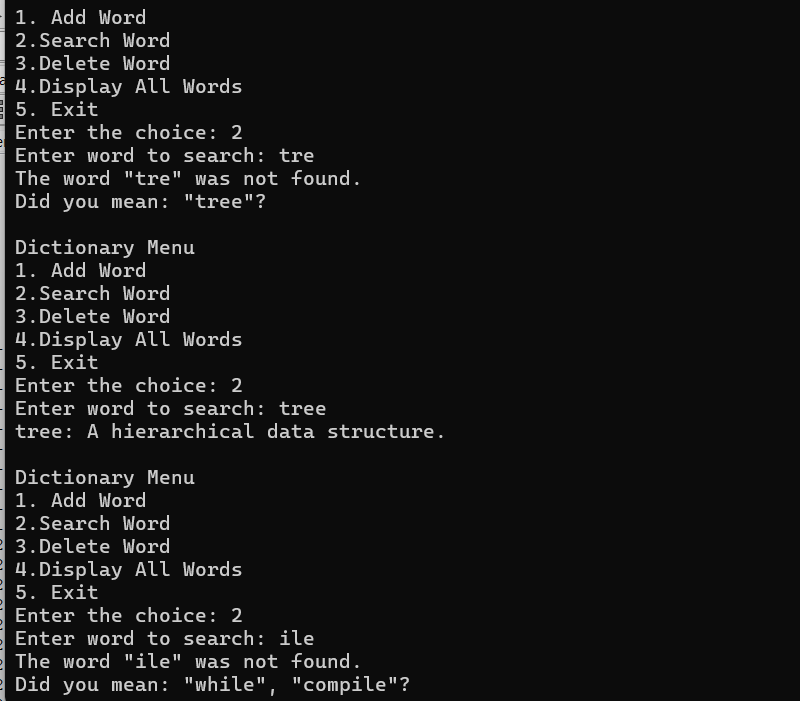 1. Add Word
2.Search Word
3.Delete Word
4.Display All Words
5. Exit
Enter the choice: 2
Enter word to search: tre
The word "tre" was not found.
Did you mean: "tree"?
Dictionary Menu
1. Add Word
2.Search Word
3.Delete Word
4.Display All Words
5. Exit
Enter the choice: 2
Enter word to search: tree
tree: A hierarchical data structure.
Dictionary Menu
1. Add Word
2.Search Word
3.Delete Word
4.Display All Words
5. Exit
Enter the choice: 2
Enter word to search: ile
The word "ile" was not found.
Did you mean: "while", "compile"?